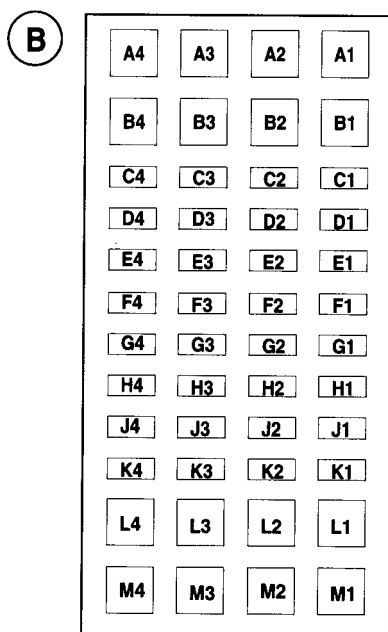 B
A4 A3 A2 A1
B4 B3 B2 B1
C4 C3 C2 C1
D4 D3 D2 D1
E4 E3 E2 E1
F4 F3 F2 F1
G4 G3 G2 G1
H4 H3 H2 H1
J4 J3 J2 J1
K4 K3 K2 K1
L4 L3 L2 L1
M4 M3 M2 M1